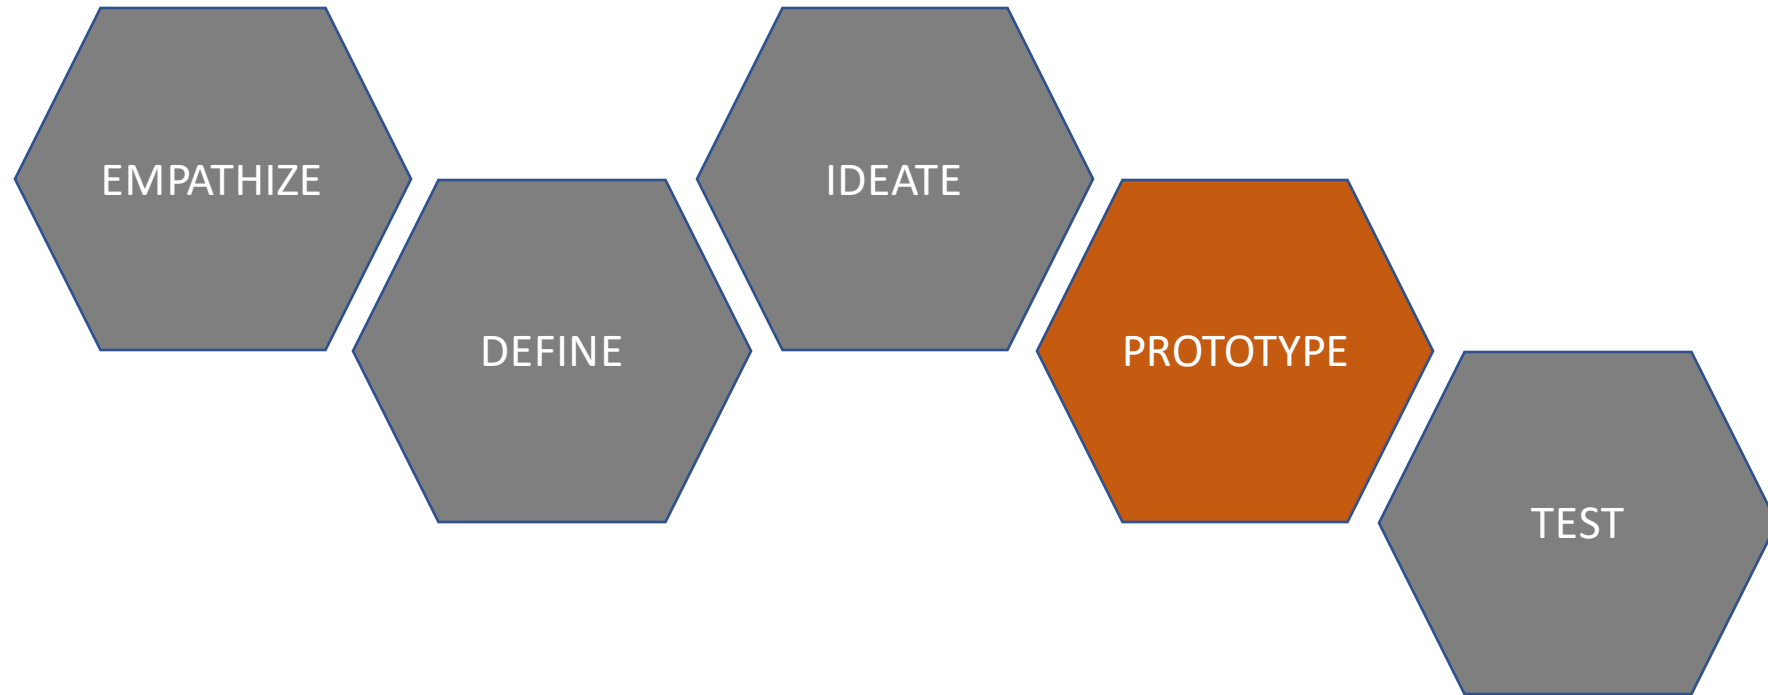 EMPATHIZE
DEFINE
IDEATE
PROTOTYPE
TEST